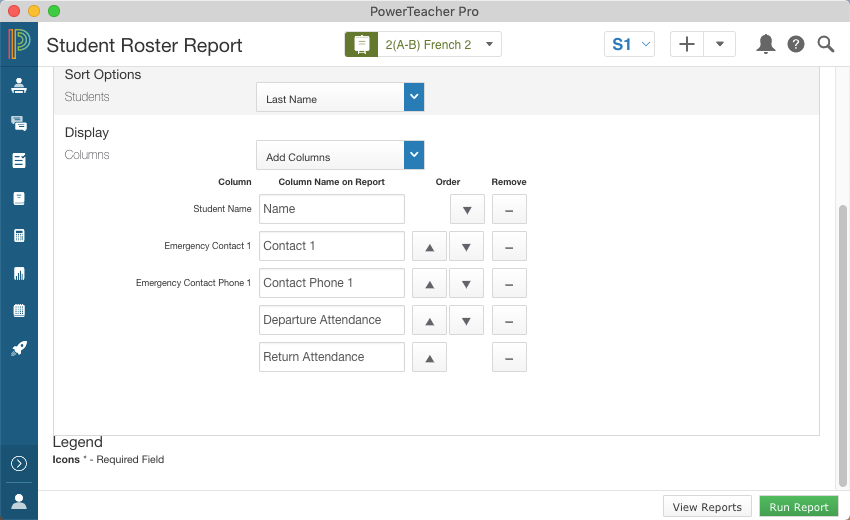 PowerTeacher Pro
Student Roster Report
2(A-B) French 2
S1
Sort Options
Students
Last Name
Display
Columns
Add Columns
Column Column Name on Report Order Remove
Student Name Name
Emergency Contact 1 Contact 1
Emergency Contact Phone 1 Contact Phone 1
Departure Attendance
Return Attendance
Legend
Icons * - Required Field
View Reports Run Report